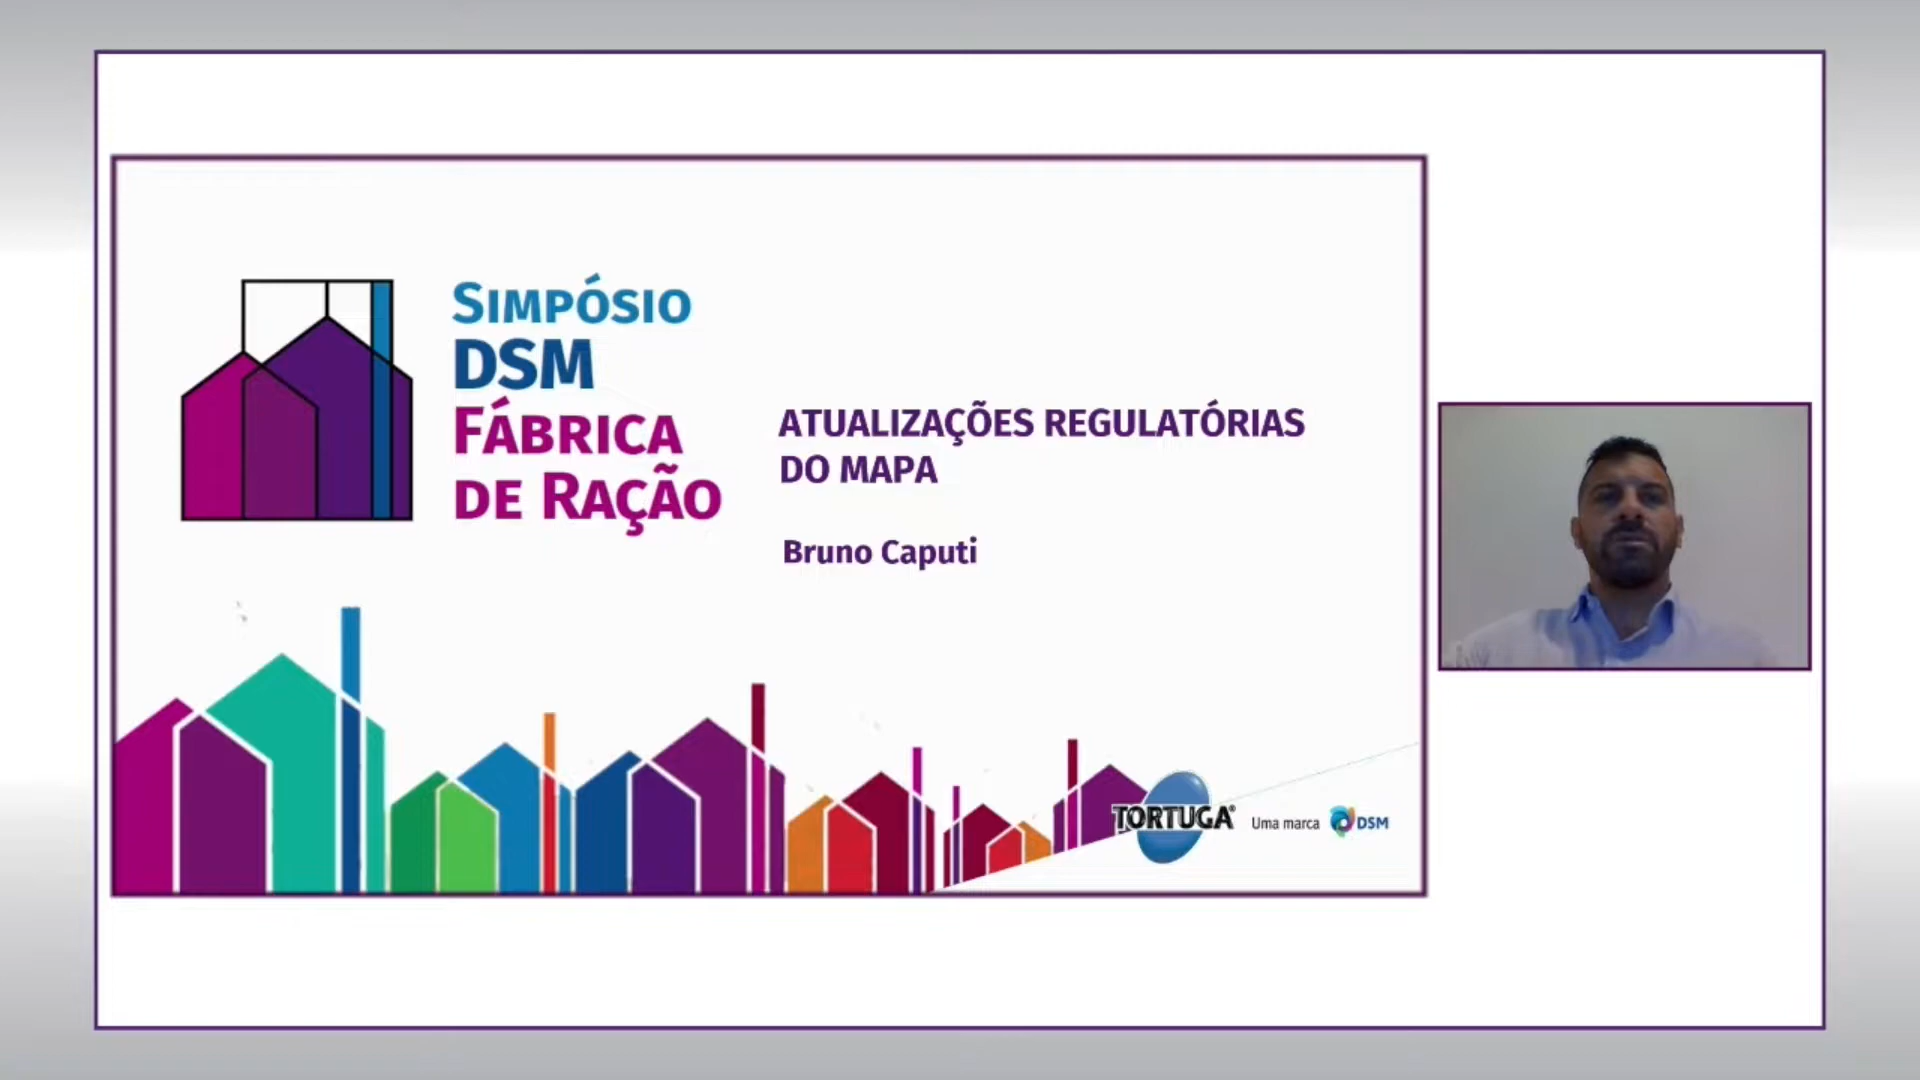 SIMPÓSIO
DSM
FÁBRICA
DE RAÇÃO
ATUALIZAÇÕES REGULATÓRIAS
DO MAPA
Bruno Caputi
TORTUGA®
Uma marca DSM